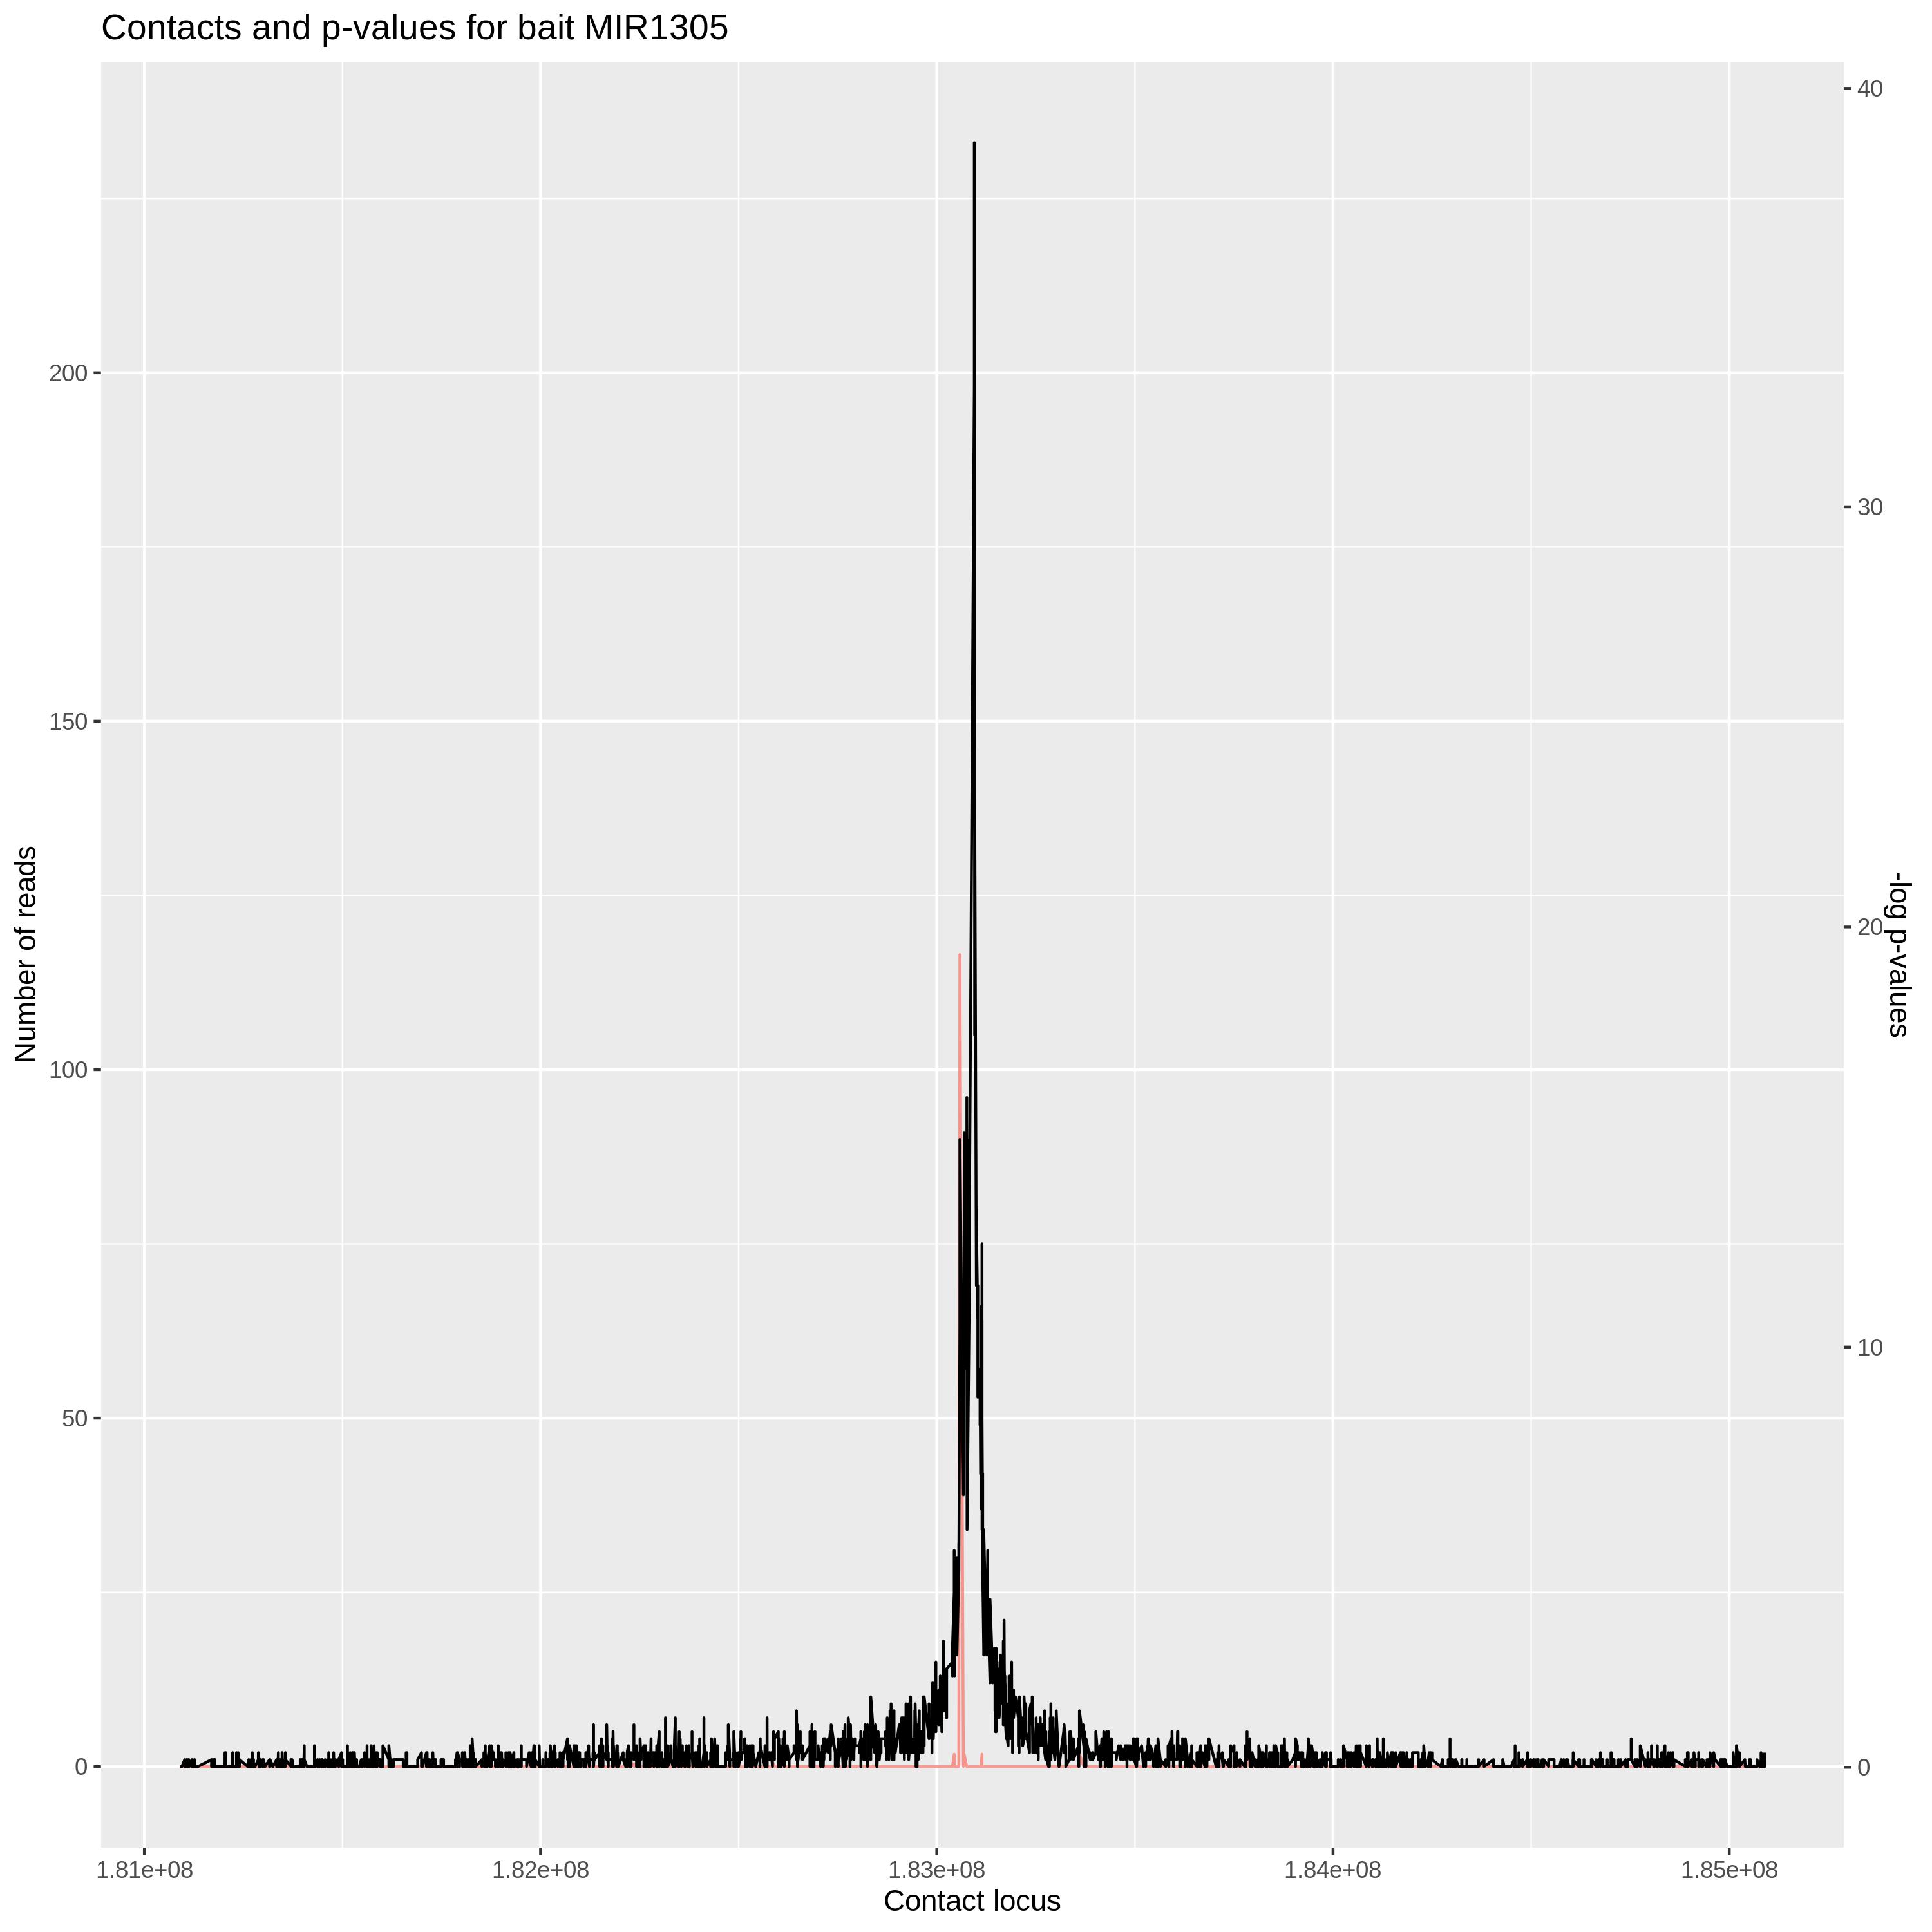 Contacts and p-values for bait MIR1305
Number of reads
200
150
100
50
0
40
30
20
10
0
-log p-values
1.81e+08 1.82e+08 1.83e+08 1.84e+08 1.85e+08
Contact locus